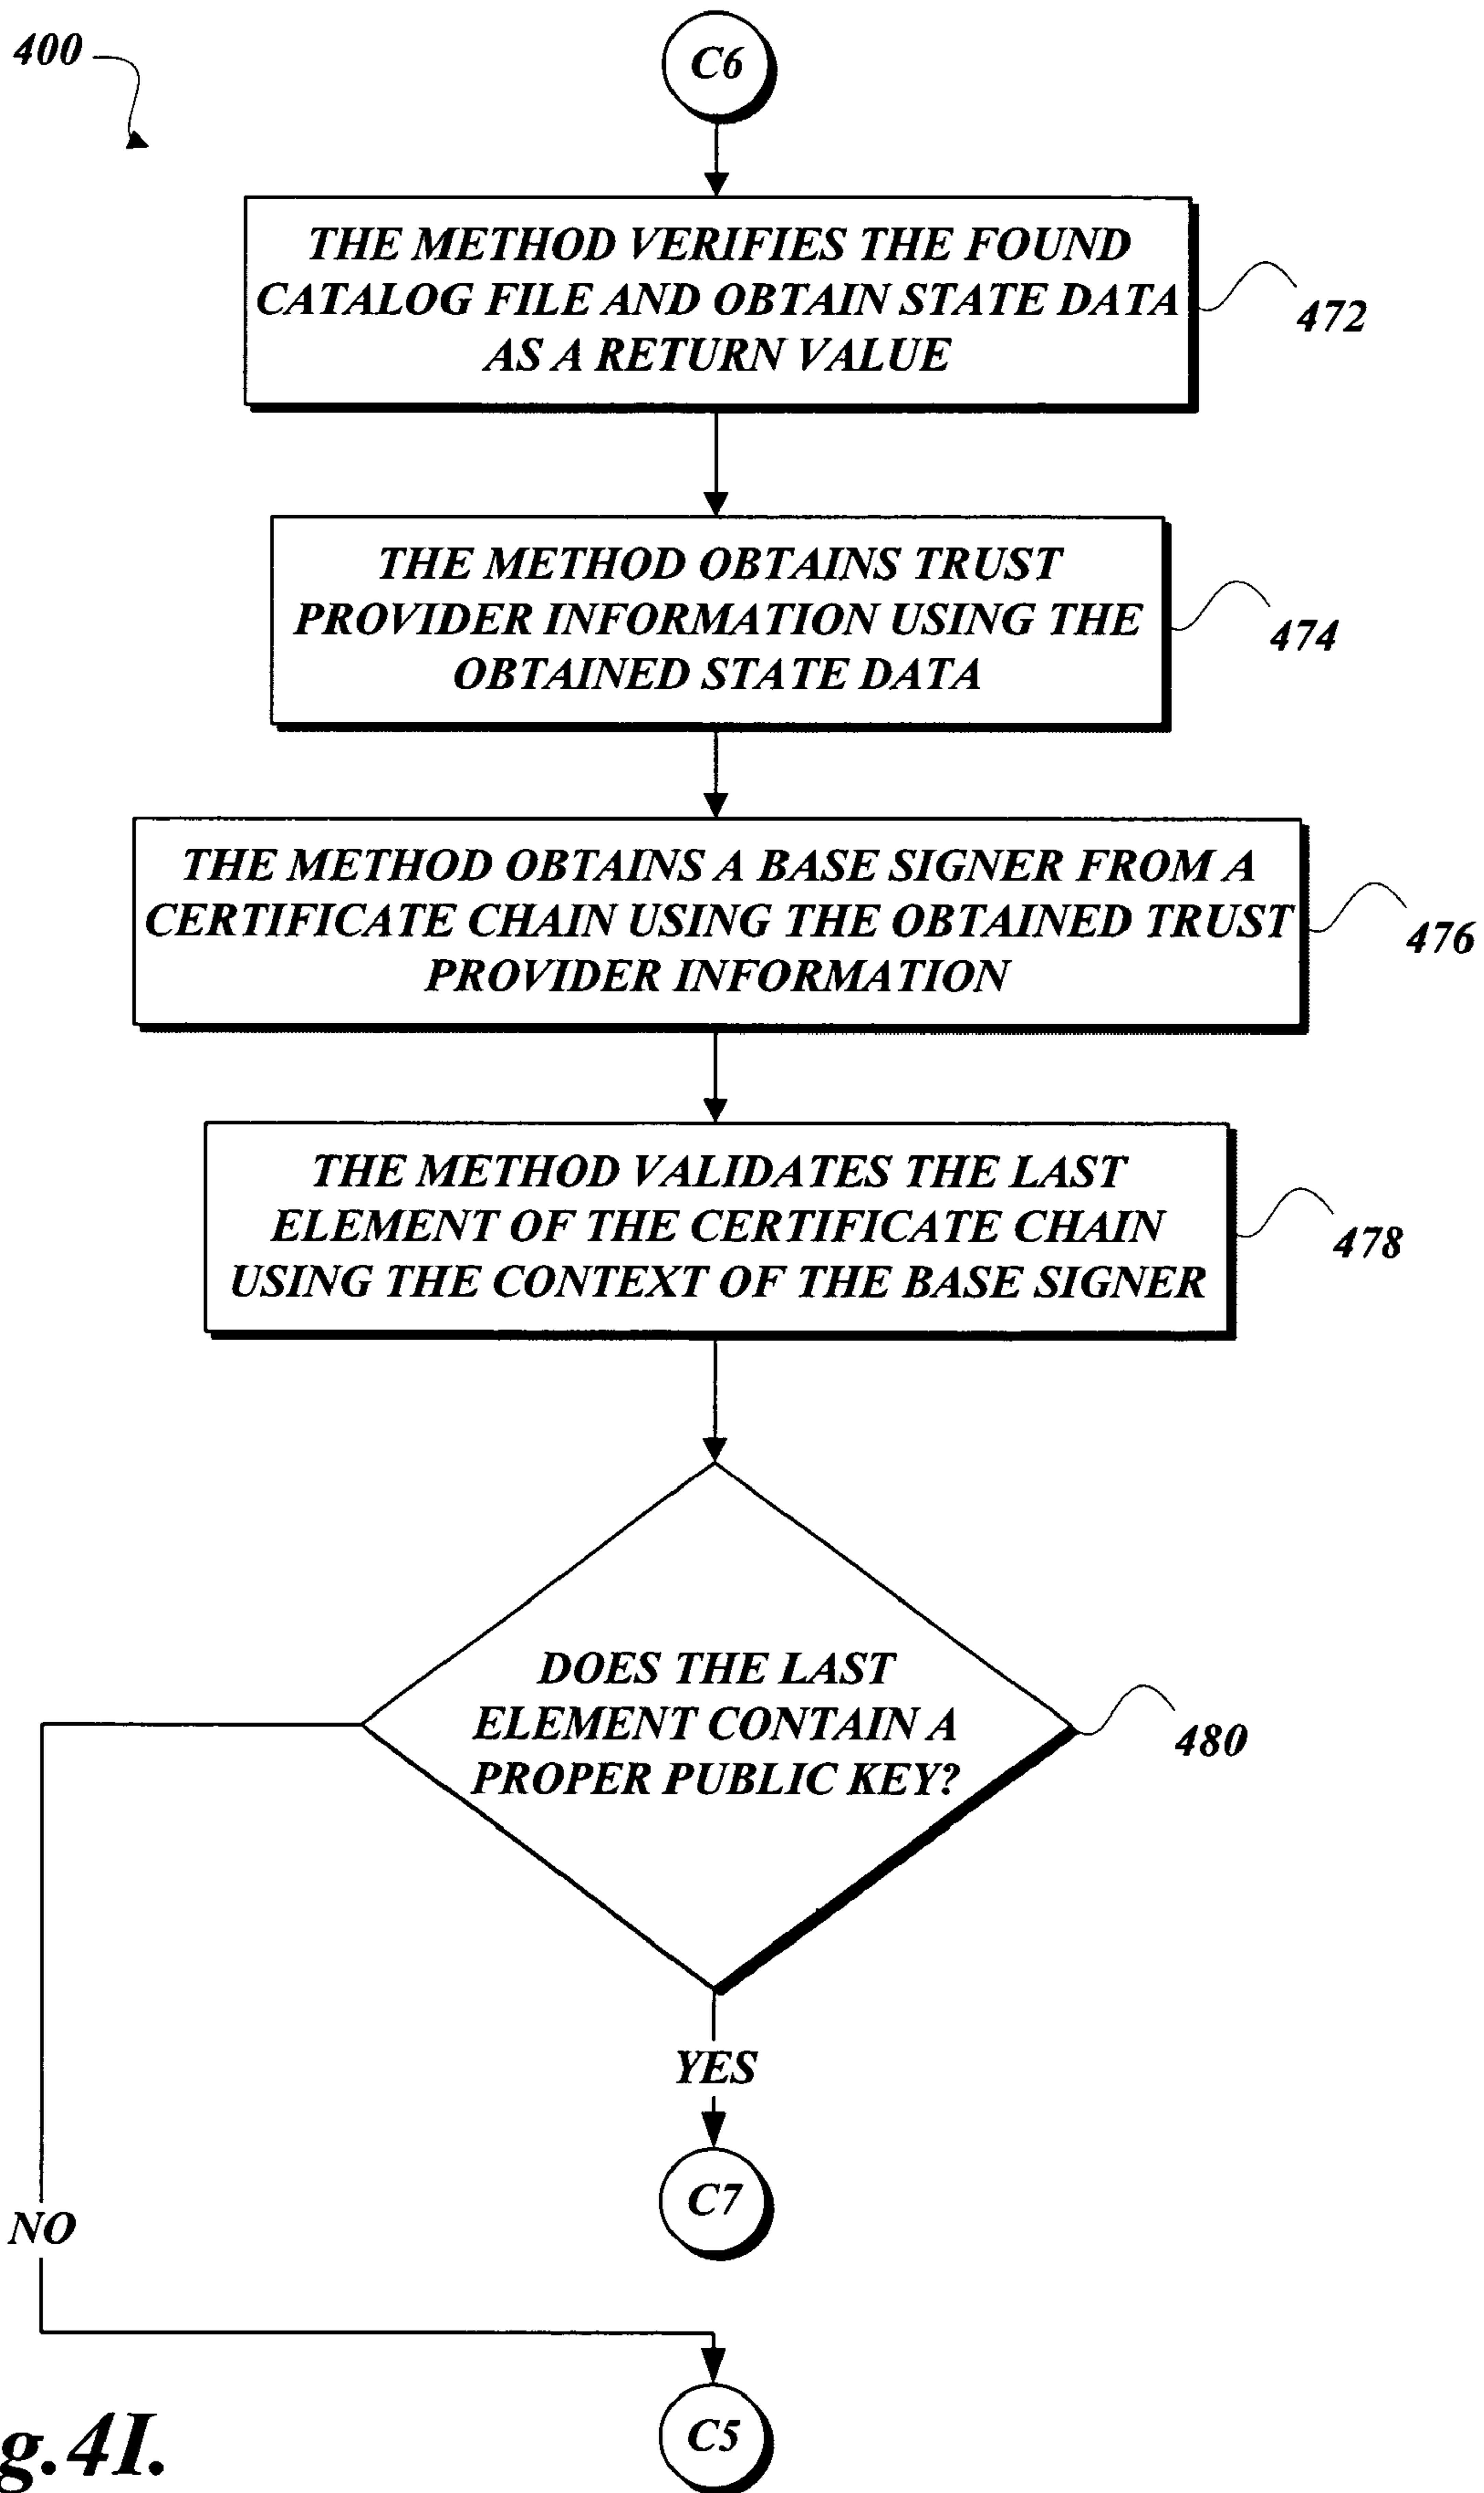 400
C6
THE METHOD VERIFIES THE FOUND
CATALOG FILE AND OBTAIN STATE DATA
AS A RETURN VALUE
472
THE METHOD OBTAINS TRUST
PROVIDER INFORMATION USING THE
OBTAINED STATE DATA
474
THE METHOD OBTAINS A BASE SIGNER FROM A
CERTIFICATE CHAIN USING THE OBTAINED TRUST
PROVIDER INFORMATION
476
THE METHOD VALIDATES THE LAST
ELEMENT OF THE CERTIFICATE CHAIN
USING THE CONTEXT OF THE BASE SIGNER
478
DOES THE LAST
ELEMENT CONTAIN A
PROPER PUBLIC KEY?
480
YES
C7
NO
C5
g.4I.